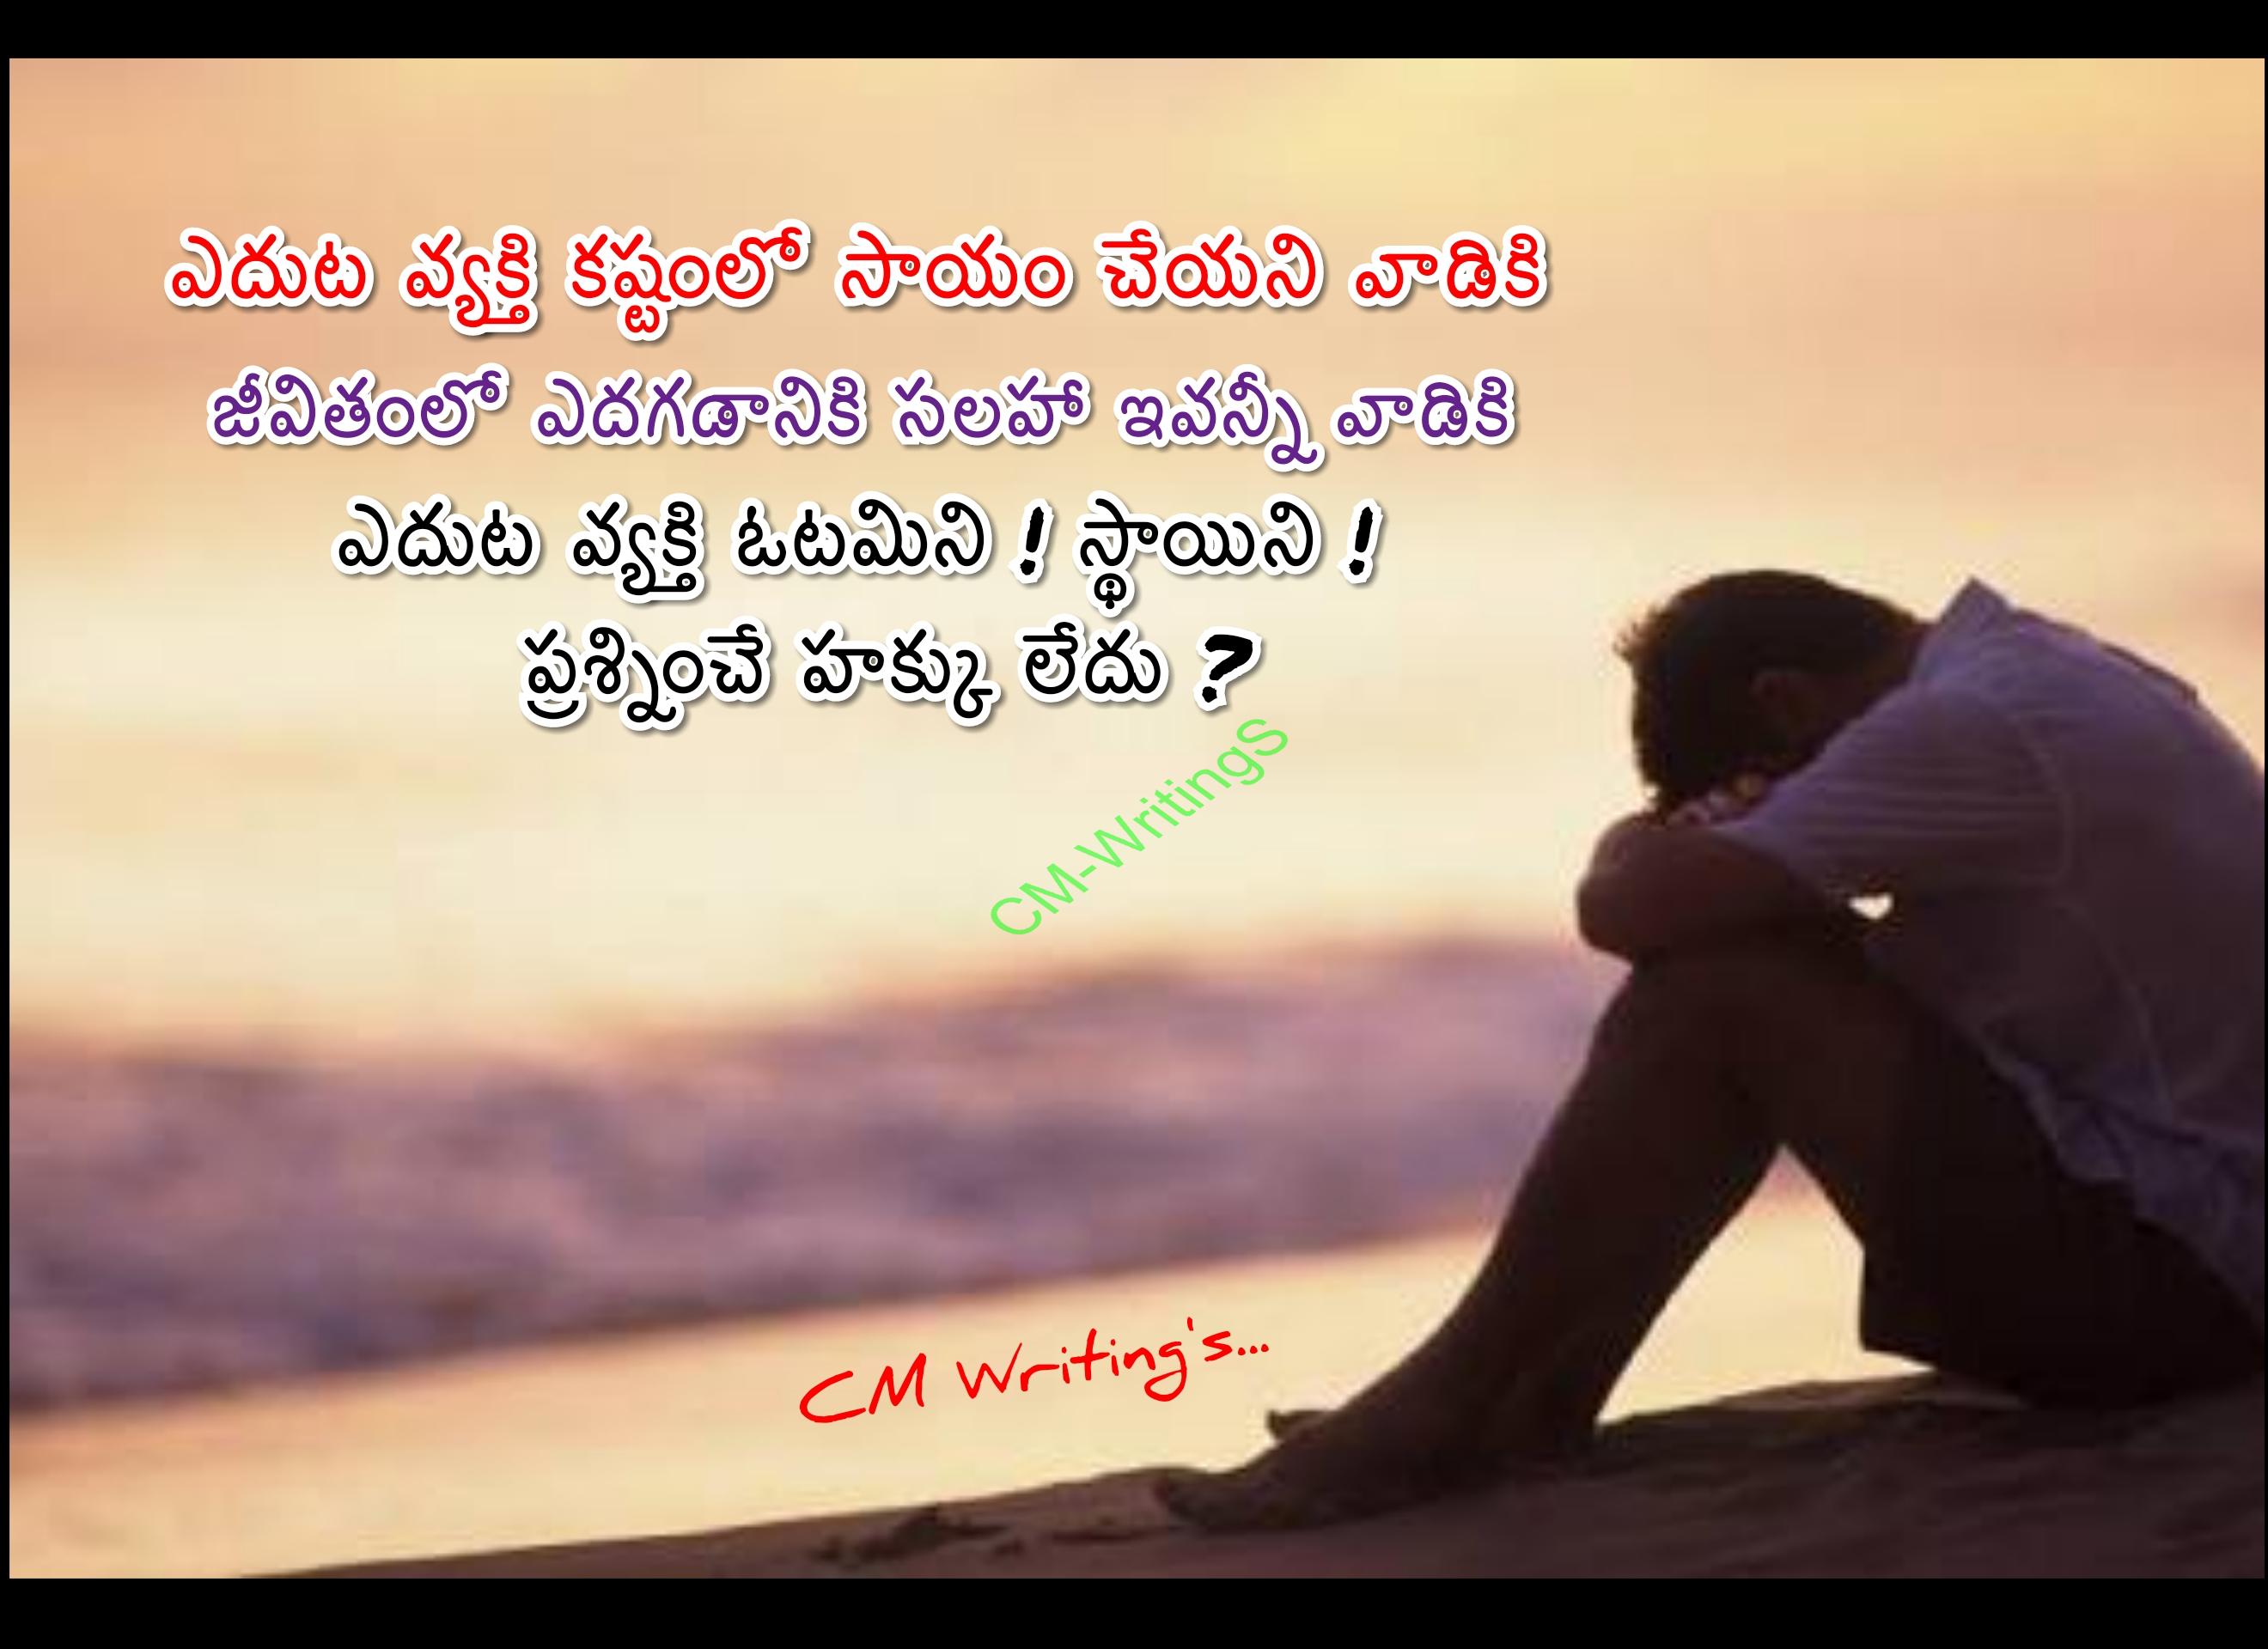 ఎదుట వ్యక్తి కష్టంలో సాయం చేయని వాడికి
జీవితంలో ఎదగడానికి సలహా ఇవన్నీ వాడికి
ఎదుట వ్యక్తి ఓటమిని ! స్థాయిని !
ప్రశ్నించే హక్కు లేదు ?
CM-WritingS
CM Writing's...